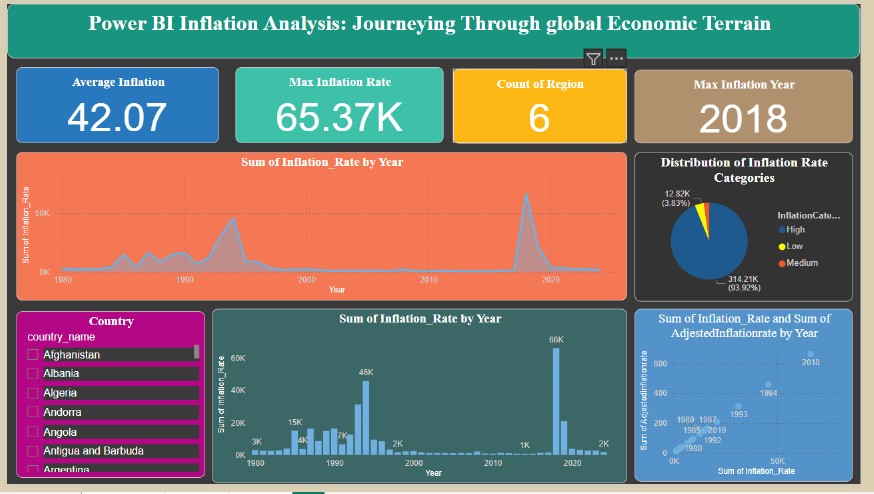 Power BI Inflation Analysis: Journeying Through global Economic Terrain
Average Inflation
42.07
Max Inflation Rate
65.37K
Count of Region
6
Max Inflation Year
2018
Sum of Inflation_Rate by Year
Sum of Inflation_Rate
50K
0K
1980
1990
2000
2010
2020
Year
Distribution of Inflation Rate
Categories
12.82K
(3.83%)
314.21K
(93.92%)
InflationCate...
High
Low
Medium
Country
country_name
Afghanistan
Albania
Algeria
Andorra
Angola
Antigua and Barbuda
Argentina
Sum of Inflation_Rate by Year
Sum of Inflation_Rate
60K
40K
20K
0K
3K
15K
4K
7K
46K
2K
1K
66K
2K
1980
1990
2000
2010
2020
Year
Sum of Inflation_Rate and Sum of
AdjestedInflationrate by Year
Sum of AdjestedInflationrate
600
400
200
0
2018
1994
1993
1989
1987
1985
2019
1992
1980
0K
50K
Sum of Inflation_Rate